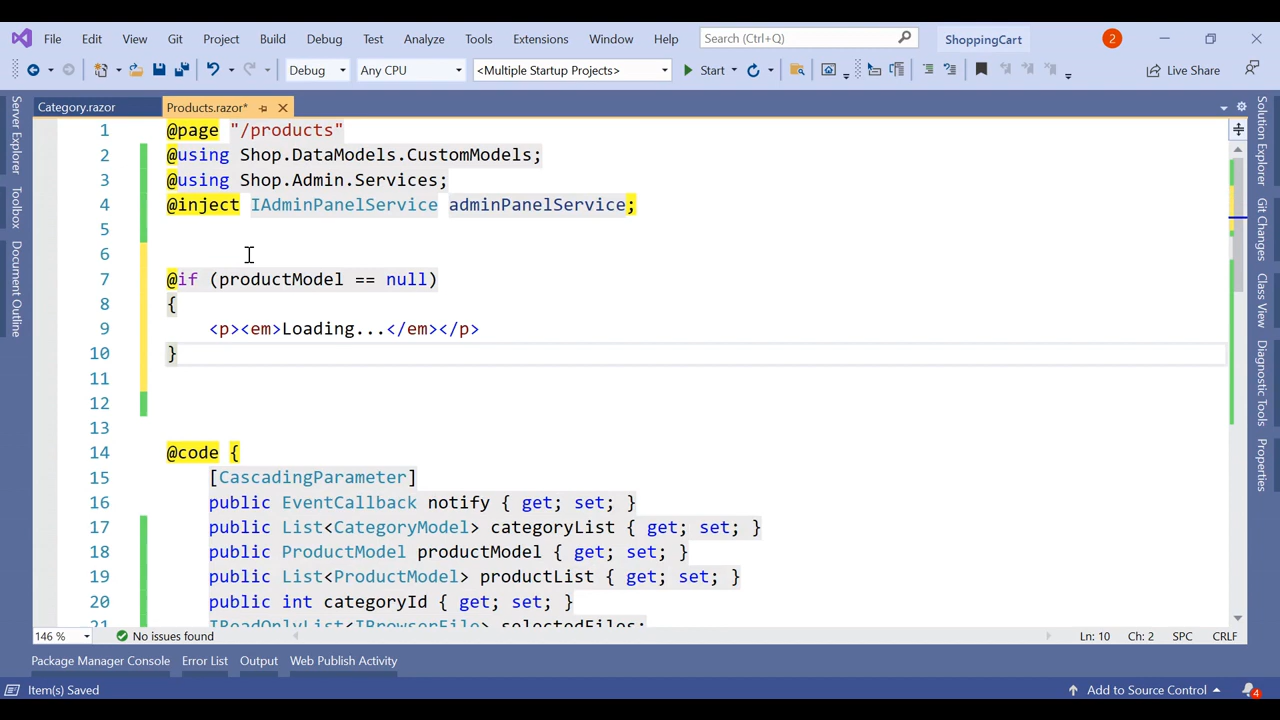 File Edit View Git Project Build Debug Test Analyze Tools Extensions Window Help Search (Ctrl+Q) ShoppingCart 2
Debug Any CPU <Multiple Startup Projects> Start Live Share
Category.razor Products.razor*
1 @page "/products"
2 @using Shop.DataModels.CustomModels;
3 @using Shop.Admin.Services;
4 @inject IAdminPanelService adminPanelService;
5
6
7 @if (productModel == null)
8 {
9 <p><em>Loading...</em></p>
10 }
11
12
13
14 @code {
15 [CascadingParameter]
16 public EventCallback notify { get; set; }
17 public List<CategoryModel> categoryList { get; set; }
18 public ProductModel productModel { get; set; }
19 public List<ProductModel> productList { get; set; }
20 public int categoryId { get; set; }
21 IReadOnlyList<IBrowserFile> selectedFiles;
Server Explorer
Toolbox
Document Outline
Solution Explorer
Git Changes
Class View
Diagnostic Tools
Properties
146 % No issues found Ln: 10 Ch: 2 SPC CRLF
Package Manager Console Error List Output Web Publish Activity
Item(s) Saved Add to Source Control 4